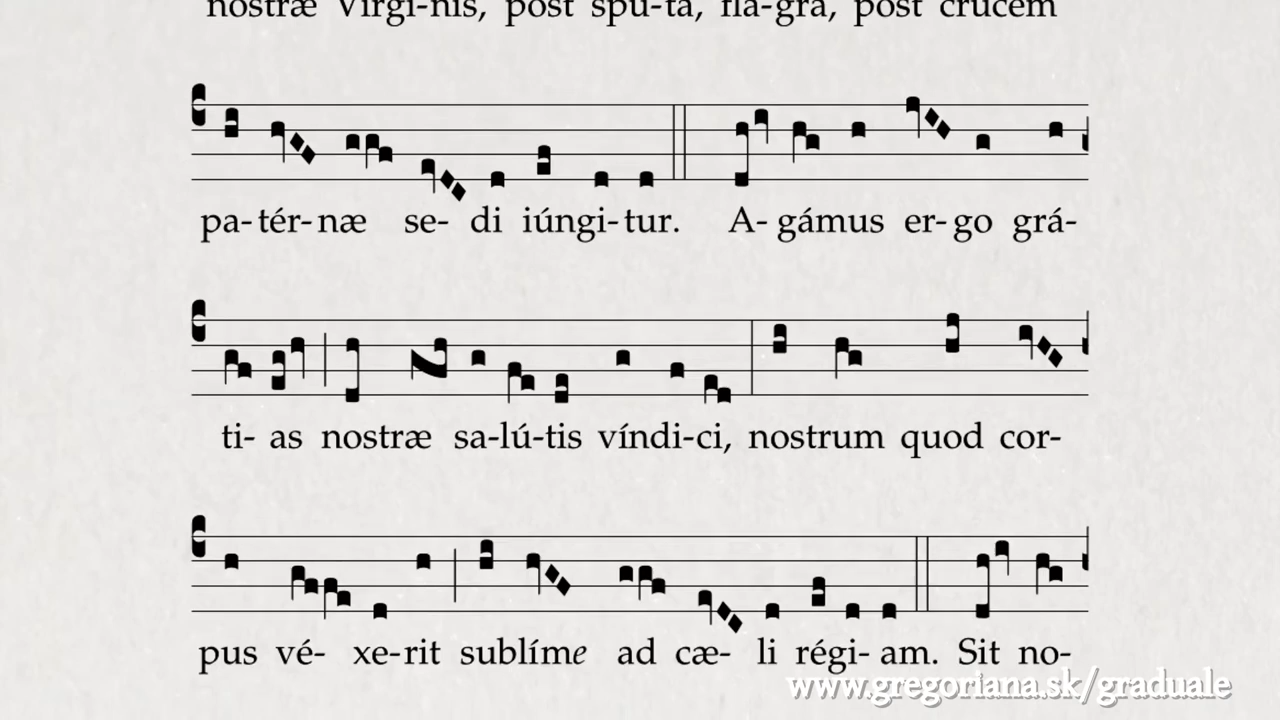 nostræ Vírgi-nis, post spu-ta, fla-gra, post crucem
pa-tér-næ se-di iúngi-tur. A-gámus er-go grá-
ti-as nostræ sa-lú-tis víndi-ci, nostrum quod cor-
pus vé-xe-rit sublíme ad cæ-li régi-am. Sit no-
www.gregoriana.sk/graduale